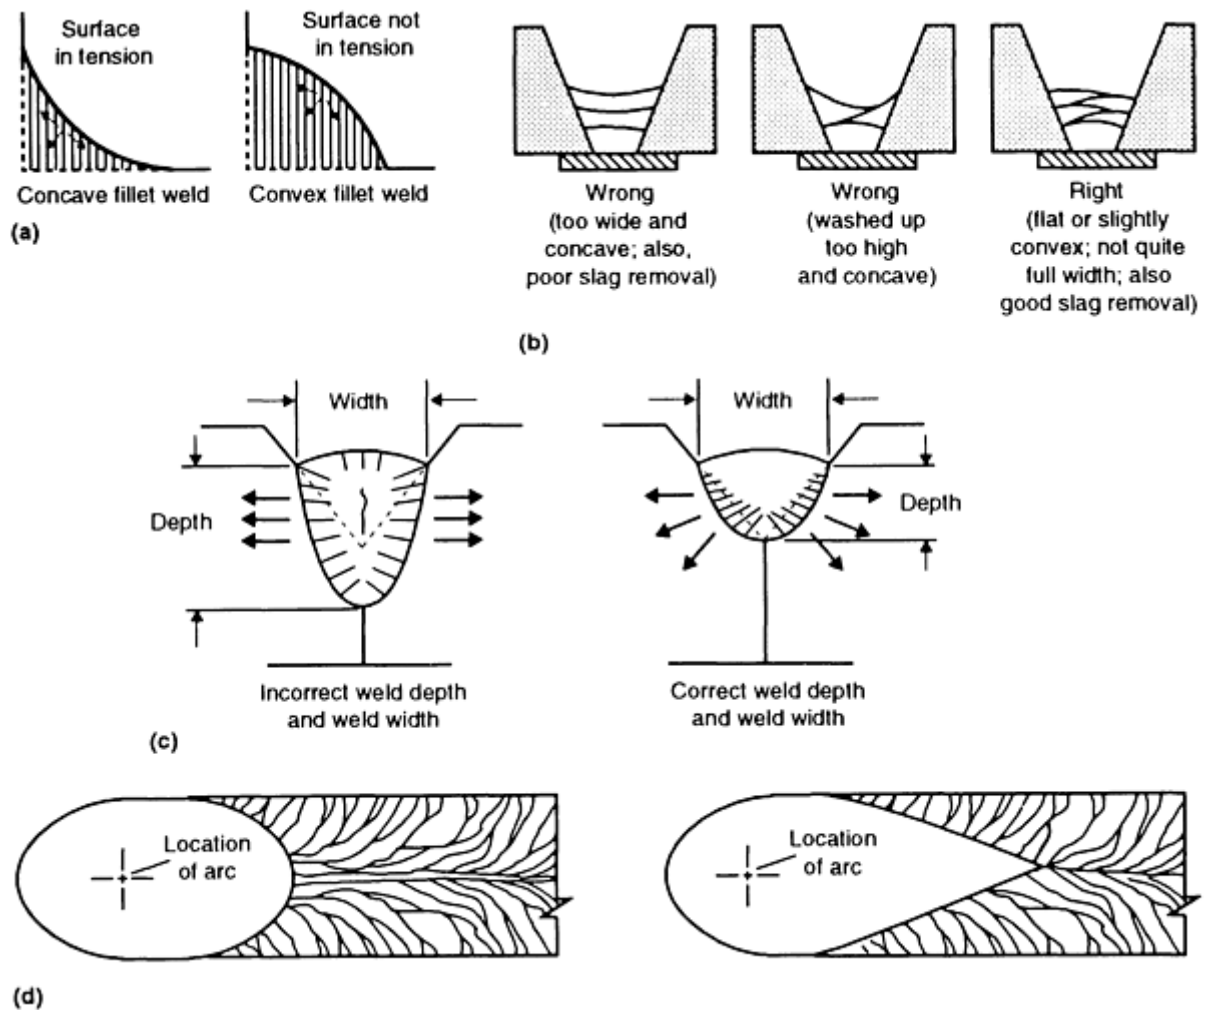 Surface
in tension
Concave fillet weld
Surface not
in tension
Convex fillet weld
(a)
Wrong
(too wide and
concave; also,
poor slag removal)
Wrong
(washed up
too high
and concave)
Right
(flat or slightly
convex; not quite
full width; also
good slag removal)
(b)
Width
Depth
Incorrect weld depth
and weld width
Width
Depth
Correct weld depth
and weld width
(c)
Location
of arc
Location
of arc
(d)